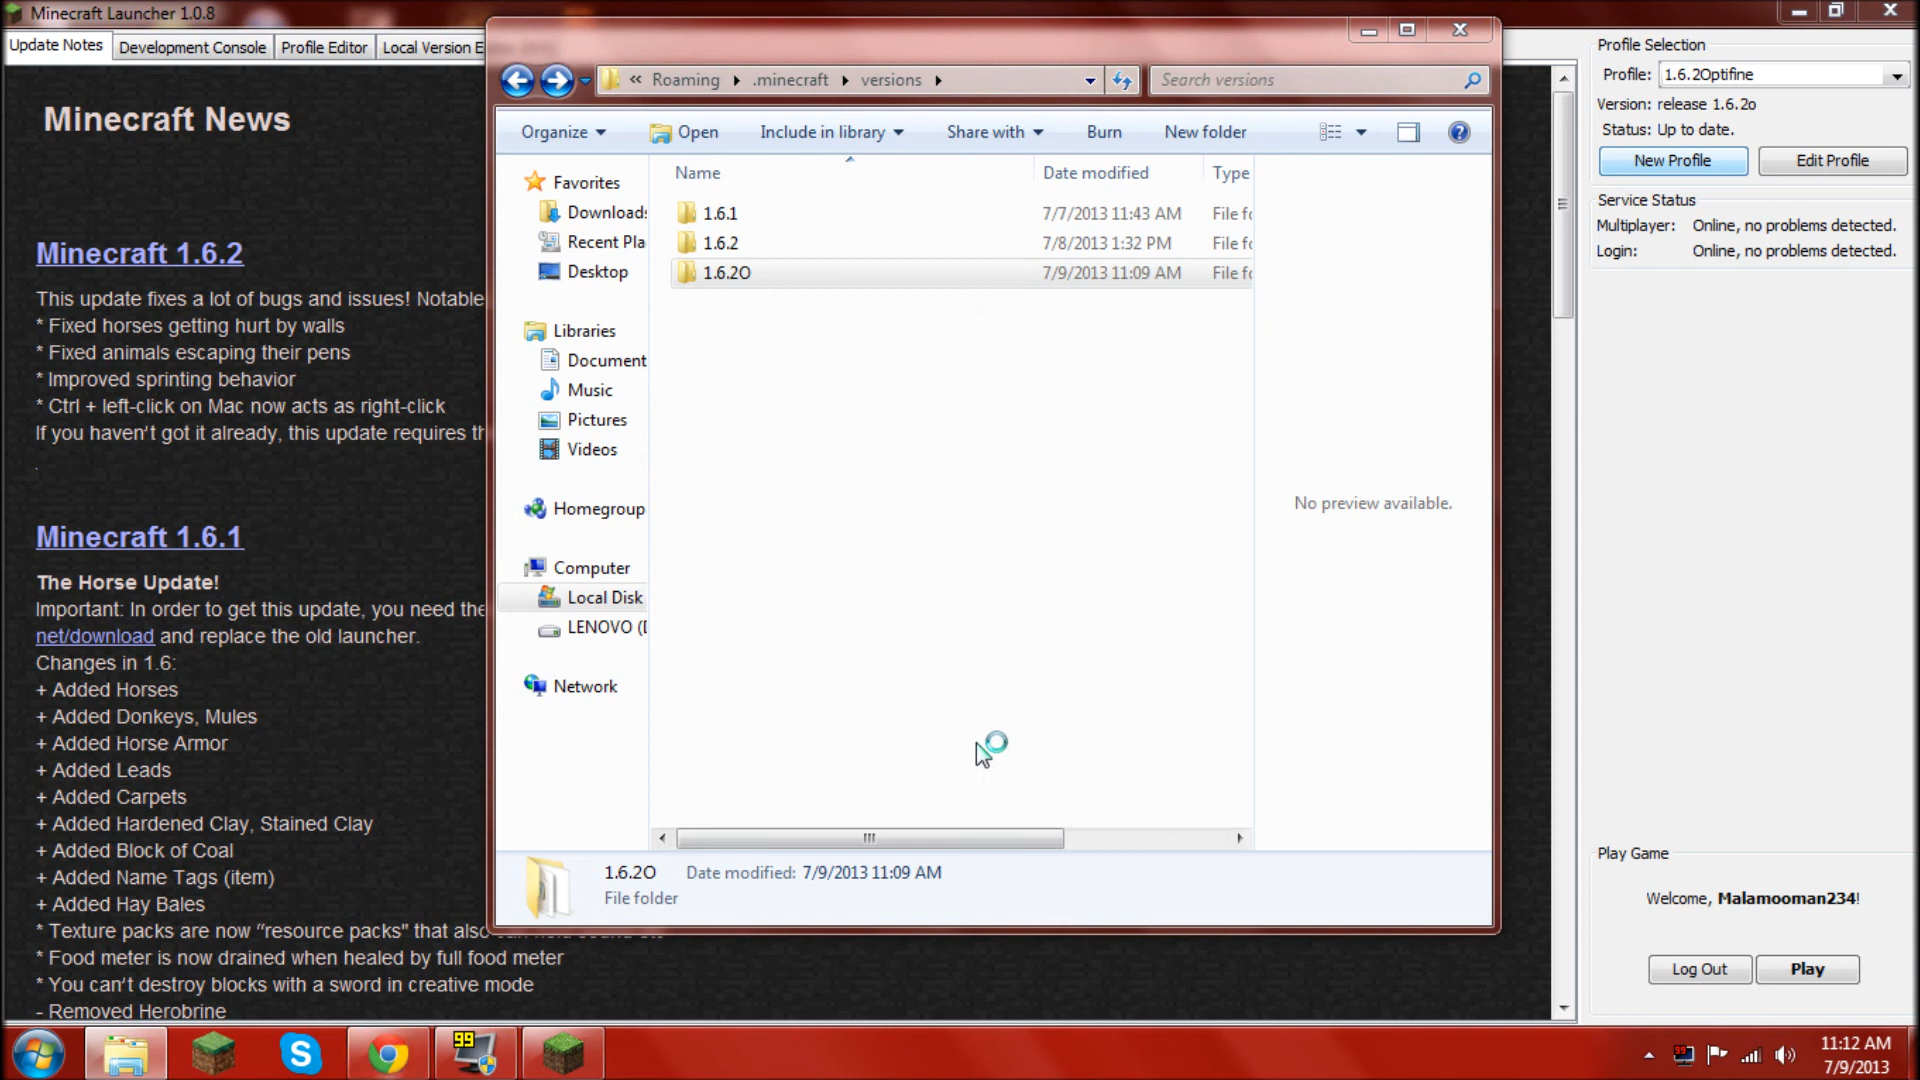 Minecraft Launcher 1.0.8
Update Notes
Development Console
Profile Editor
Local Version E
Minecraft News
Minecraft 1.6.2
This update fixes a lot of bugs and issues! Notable
* Fixed horses getting hurt by walls
* Fixed animals escaping their pens
* Improved sprinting behavior
* Ctrl + left-click on Mac now acts as right-click
If you haven't got it already, this update requires th
Minecraft 1.6.1
The Horse Update!
Important: In order to get this update, you need the
net/download and replace the old launcher.
Changes in 1.6:
+ Added Horses
+ Added Donkeys, Mules
+ Added Horse Armor
+ Added Leads
+ Added Carpets
+ Added Hardened Clay, Stained Clay
+ Added Block of Coal
+ Added Name Tags (item)
+ Added Hay Bales
* Texture packs are now "resource packs" that also
* Food meter is now drained when healed by full food meter
* You can't destroy blocks with a sword in creative mode
- Removed Herobrine
« Roaming .minecraft versions
Search versions
Organize
Open
Include in library
Share with
Burn
New folder
Name
Date modified
Type
1.6.1 7/7/2013 11:43 AM File fo
1.6.2 7/8/2013 1:32 PM File fo
1.6.2O 7/9/2013 11:09 AM File fo
Favorites
Downloads
Recent Pla
Desktop
Libraries
Document
Music
Pictures
Videos
Homegroup
Computer
Local Disk
LENOVO (D
Network
No preview available.
1.6.2O Date modified: 7/9/2013 11:09 AM
File folder
Profile Selection
Profile: 1.6.2Optifine
Version: release 1.6.2o
Status: Up to date.
New Profile
Edit Profile
Service Status
Multiplayer: Online, no problems detected.
Login: Online, no problems detected.
Play Game
Welcome, Malamooman234!
Log Out
Play
99
11:12 AM
7/9/2013